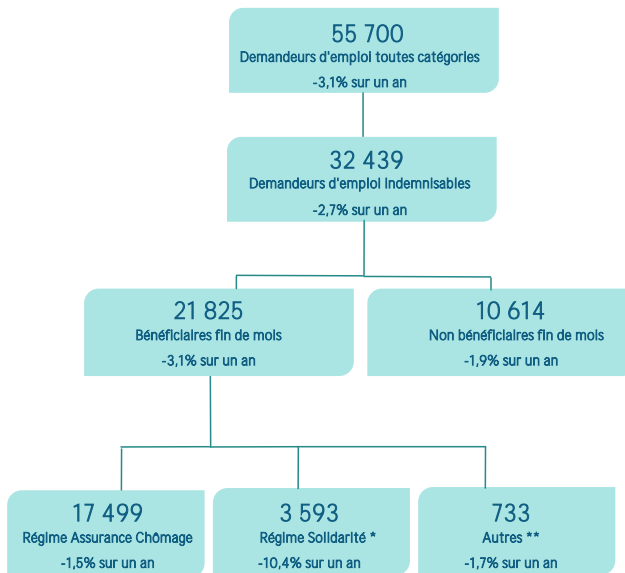 55 700
Demandeurs d'emploi toutes catégories
-3,1% sur un an
32 439
Demandeurs d'emploi indemnisables
-2,7% sur un an
21 825
Bénéficiaires fin de mois
-3,1% sur un an
10 614
Non bénéficiaires fin de mois
-1,9% sur un an
17 499
Régime Assurance Chômage
-1,5% sur un an
3 593
Régime Solidarité *
-10,4% sur un an
733
Autres **
-1,7% sur un an